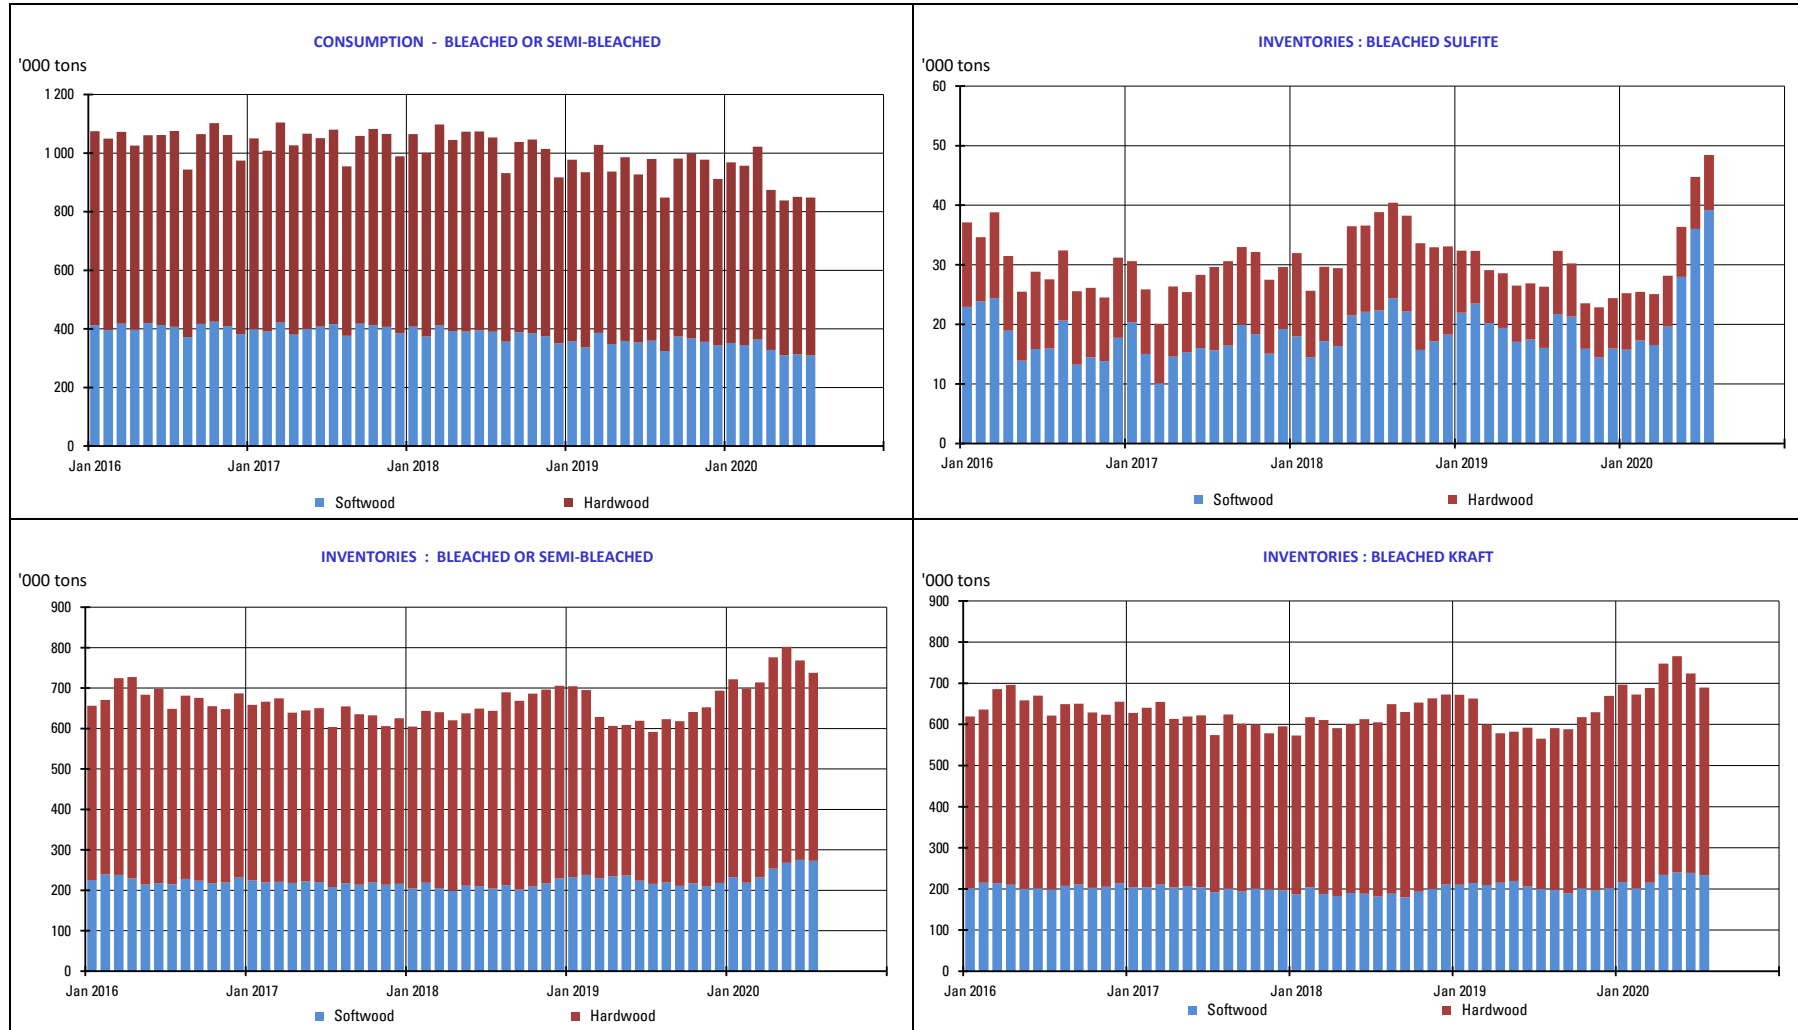 CONSUMPTION - BLEACHED OR SEMI-BLEACHED
'000 tons
1 200
1 000
800
600
400
200
0
Jan 2016 Jan 2017 Jan 2018 Jan 2019 Jan 2020
Softwood Hardwood
INVENTORIES : BLEACHED SULFITE
'000 tons
60
50
40
30
20
10
0
Jan 2016 Jan 2017 Jan 2018 Jan 2019 Jan 2020
Softwood Hardwood
INVENTORIES : BLEACHED OR SEMI-BLEACHED
'000 tons
900
800
700
600
500
400
300
200
100
0
Jan 2016 Jan 2017 Jan 2018 Jan 2019 Jan 2020
Softwood Hardwood
INVENTORIES : BLEACHED KRAFT
'000 tons
900
800
700
600
500
400
300
200
100
0
Jan 2016 Jan 2017 Jan 2018 Jan 2019 Jan 2020
Softwood Hardwood